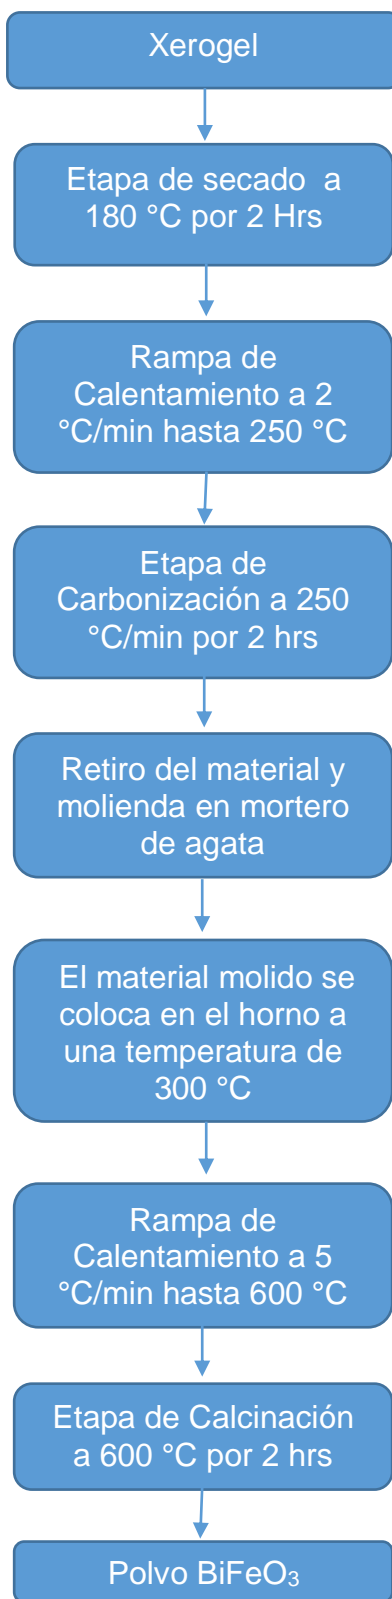 Xerogel
Etapa de secado a
180 °C por 2 Hrs
Rampa de
Calentamiento a 2
°C/min hasta 250 °C
Etapa de
Carbonización a 250
°C/min por 2 hrs
Retiro del material y
molienda en mortero
de agata
El material molido se
coloca en el horno a
una temperatura de
300 °C
Rampa de
Calentamiento a 5
°C/min hasta 600 °C
Etapa de Calcinación
a 600 °C por 2 hrs
Polvo BiFeO₃